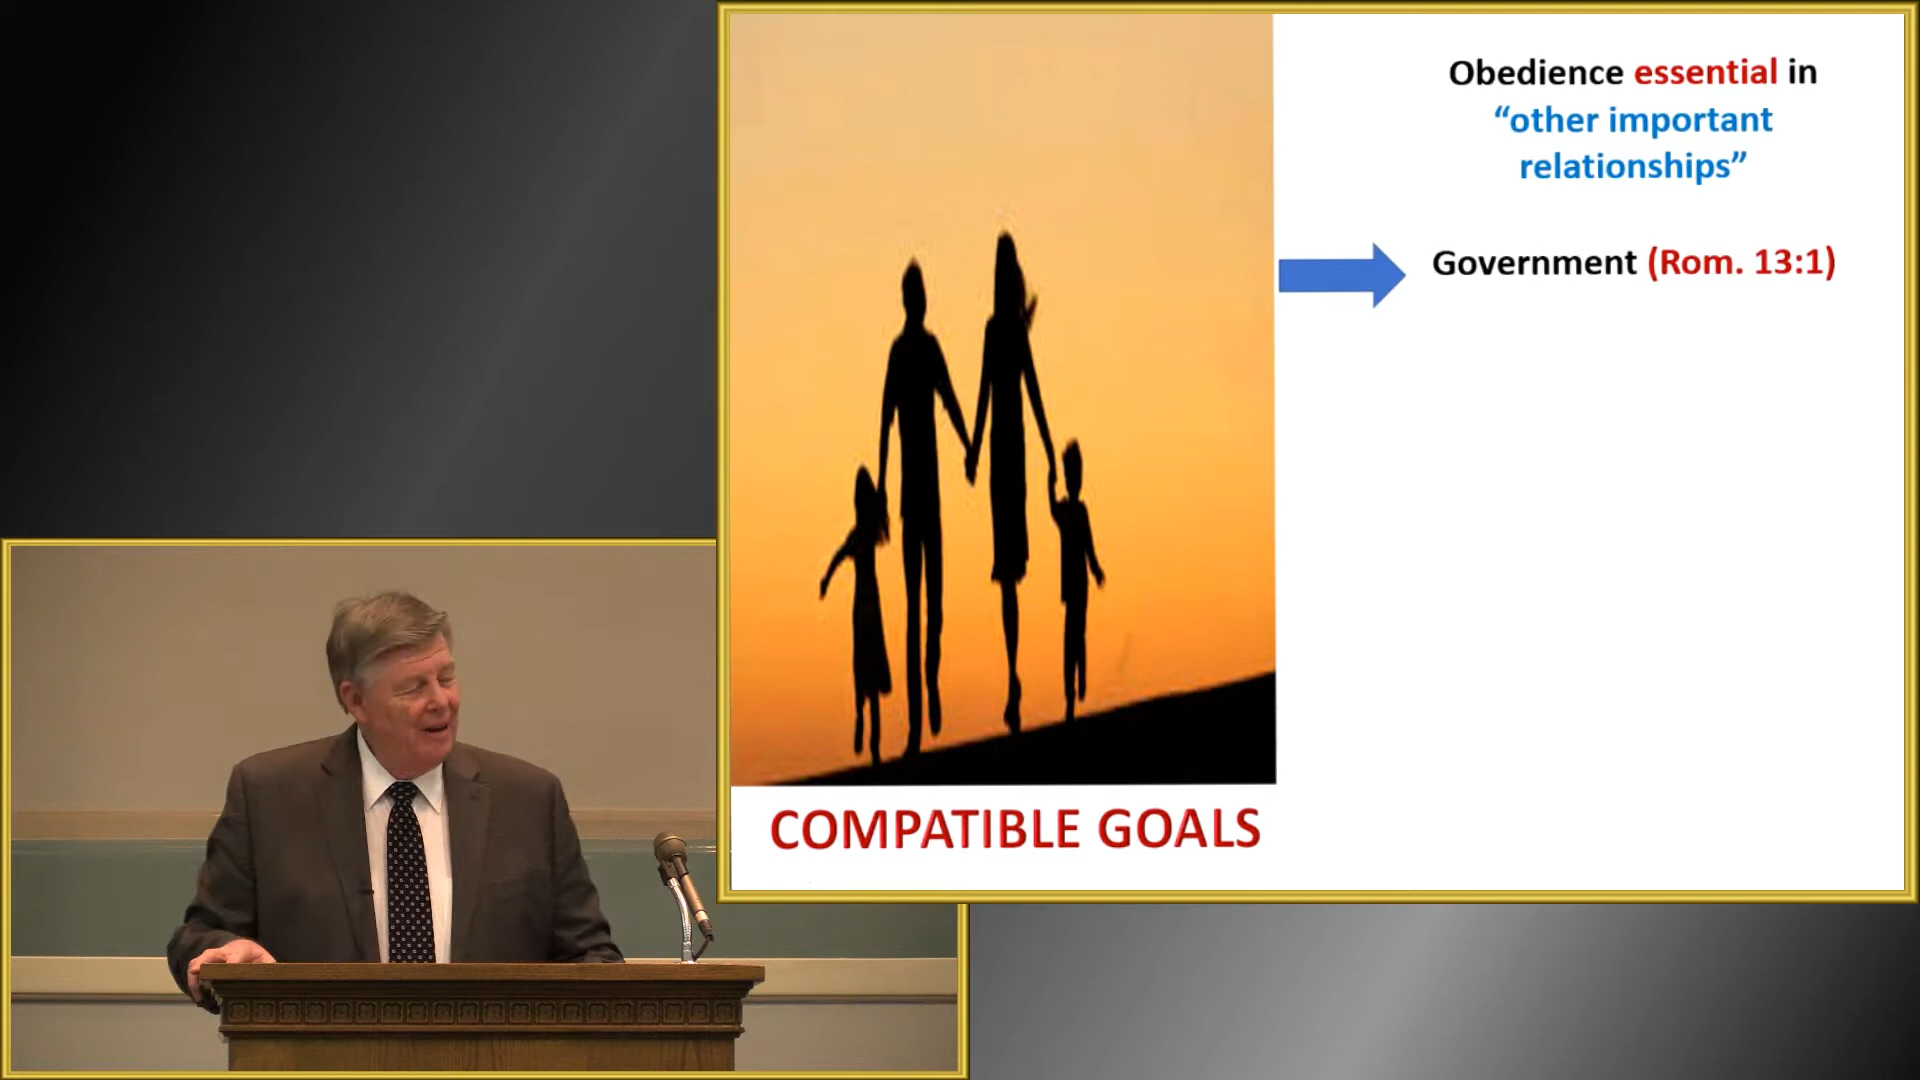 Obedience essential in
“other important
relationships”
Government (Rom. 13:1)
COMPATIBLE GOALS